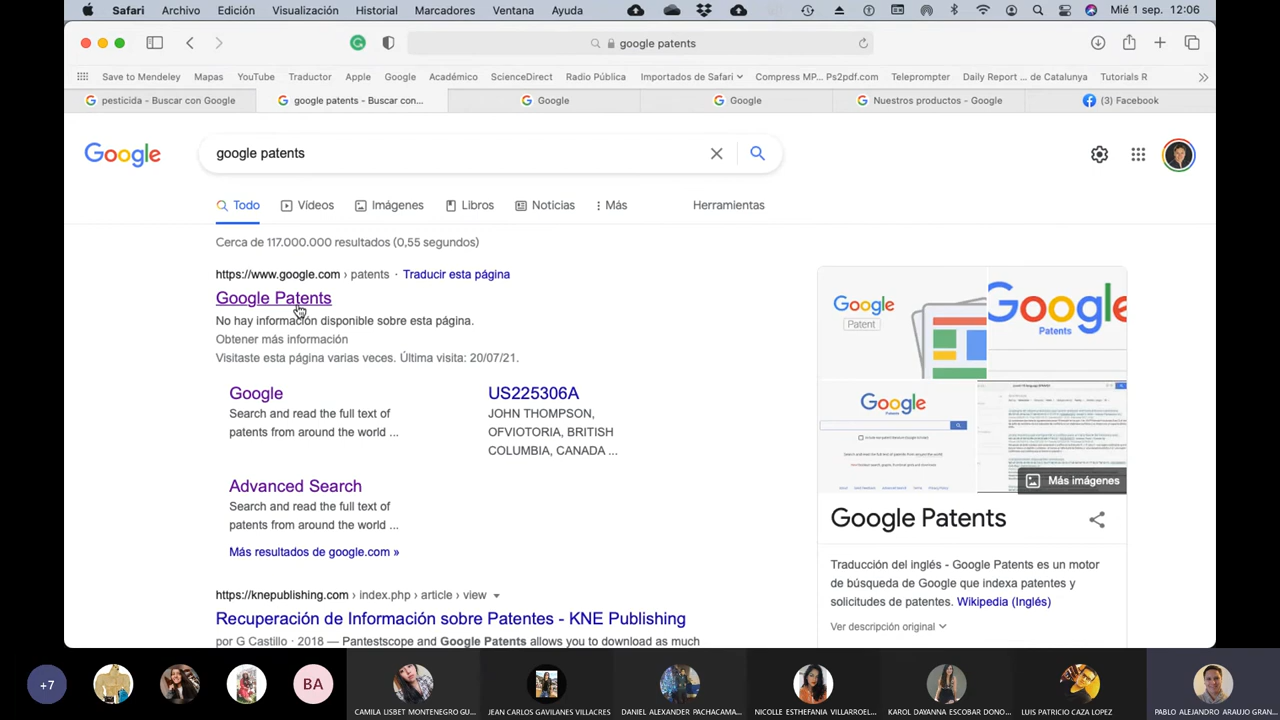 Safari Archivo Edición Visualización Historial Marcadores Ventana Ayuda Mié 1 sep. 12:06
google patents
Save to Mendeley Mapas YouTube Traductor Apple Google Académico ScienceDirect Radio Pública Importados de Safari Compress MP... Ps2pdf.com Teleprompter Daily Report ... de Catalunya Tutorials R
pesticida - Buscar con Google google patents - Buscar con... Google Google Nuestros productos - Google (3) Facebook
Google google patents
Todo Vídeos Imágenes Libros Noticias Más Herramientas
Cerca de 117.000.000 resultados (0,55 segundos)
https://www.google.com › patents · Traducir esta página
Google Patents
No hay información disponible sobre esta página.
Obtener más información
Visitaste esta página varias veces. Última visita: 20/07/21.
Google
Search and read the full text of
patents from around the world ...
US225306A
JOHN THOMPSON,
OFVIOTORIA, BRITISH
COLUMBIA, CANADA ...
Advanced Search
Search and read the full text of
patents from around the world ...
Más resultados de google.com »
https://knepublishing.com › index.php › article › view
Recuperación de Información sobre Patentes - KNE Publishing
por G Castillo · 2018 — Pantestscope and Google Patents allows you to download as much
Google
Patent
Google
Patents
Google
Patents
Más imágenes
Google Patents
Traducción del inglés - Google Patents es un motor
de búsqueda de Google que indexa patentes y
solicitudes de patentes. Wikipedia (Inglés)
Ver descripción original
+7 BA
CAMILA LISBET MONTENEGRO GU... JEAN CARLOS GAVILANES VILLACRES DANIEL ALEXANDER PACHACAMA... NICOLLE ESTHEFANIA VILLARROEL... KAROL DAYANNA ESCOBAR DONO... LUIS PATRICIO CAZA LOPEZ PABLO ALEJANDRO ARAUJO GRAN...